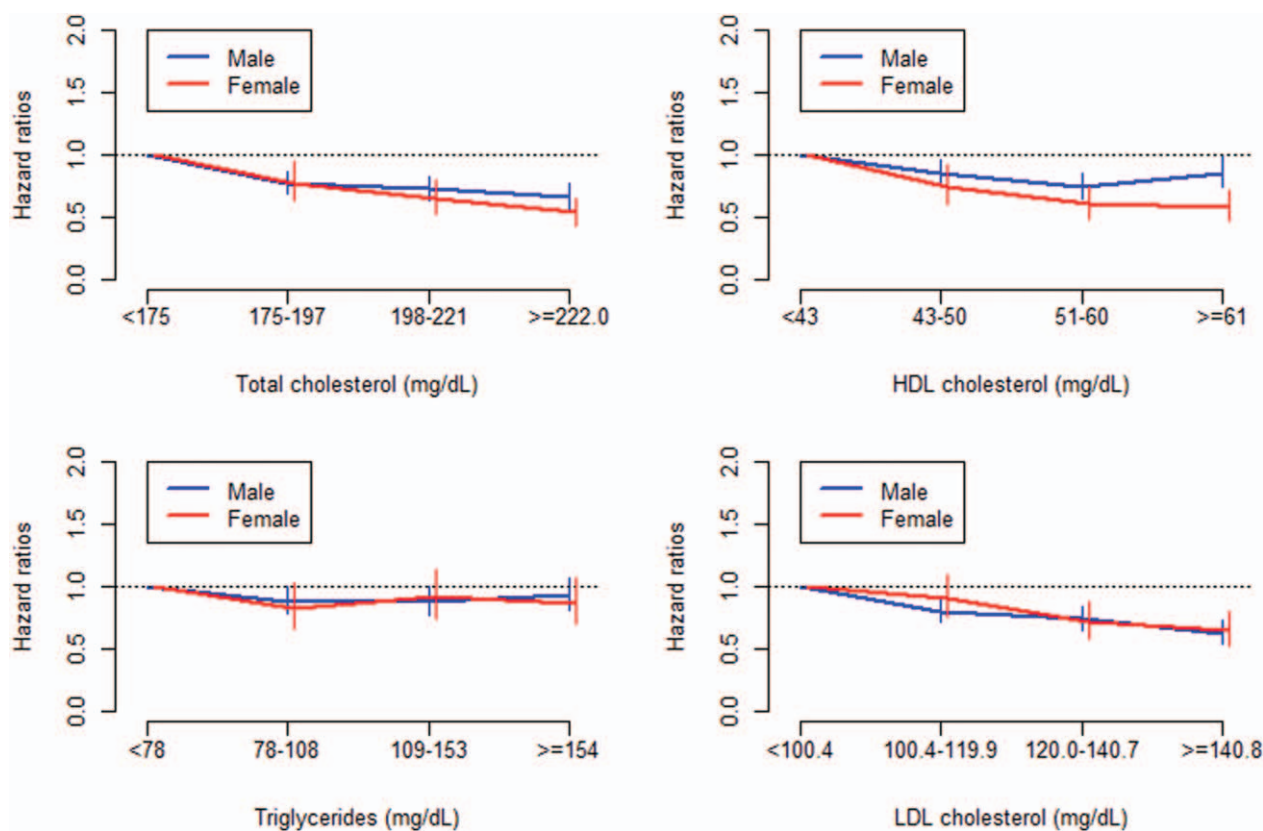 Hazard ratios
2.0
1.5
1.0
0.5
0.0
Male
Female
<175 175-197 198-221 >=222.0
Total cholesterol (mg/dL)
Hazard ratios
2.0
1.5
1.0
0.5
0.0
Male
Female
<43 43-50 51-60 >=61
HDL cholesterol (mg/dL)
Hazard ratios
2.0
1.5
1.0
0.5
0.0
Male
Female
<78 78-108 109-153 >=154
Triglycerides (mg/dL)
Hazard ratios
2.0
1.5
1.0
0.5
0.0
Male
Female
<100.4 100.4-119.9 120.0-140.7 >=140.8
LDL cholesterol (mg/dL)